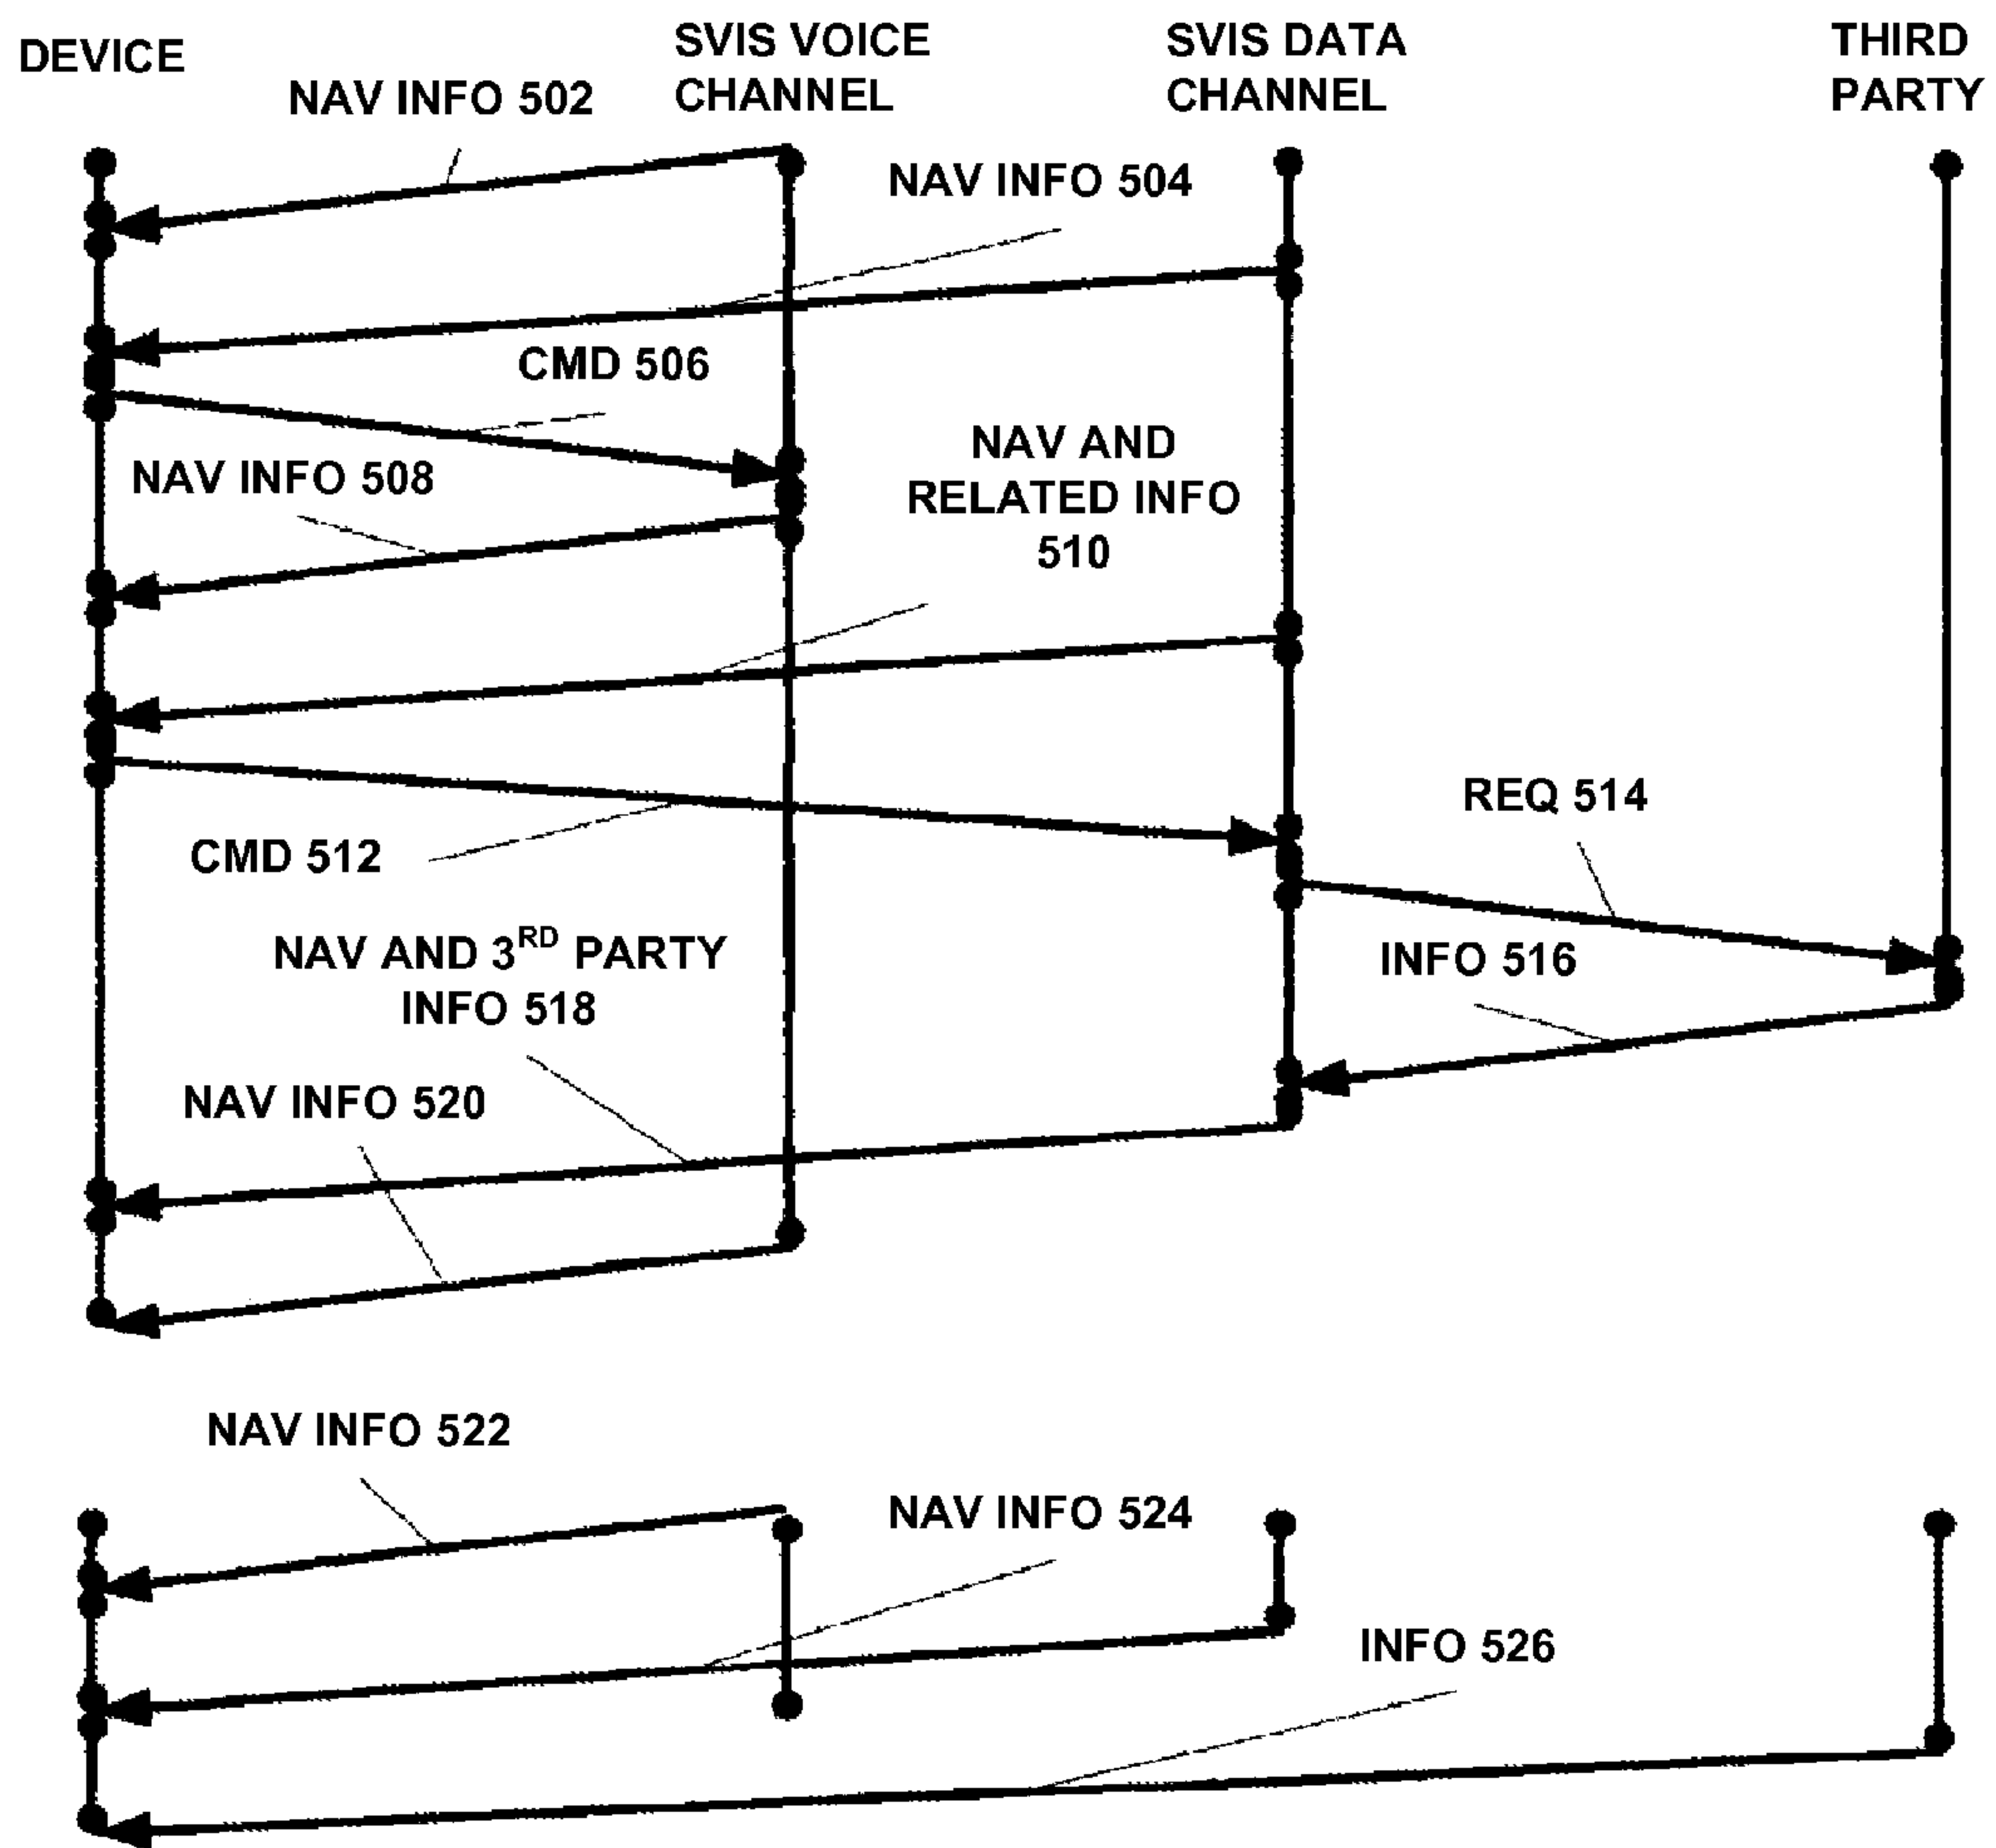 DEVICE
SVIS VOICE
CHANNEL
SVIS DATA
CHANNEL
THIRD
PARTY
NAV INFO 502
NAV INFO 504
CMD 506
NAV INFO 508
NAV AND
RELATED INFO
510
CMD 512
REQ 514
INFO 516
NAV AND 3RD PARTY
INFO 518
NAV INFO 520
NAV INFO 522
NAV INFO 524
INFO 526